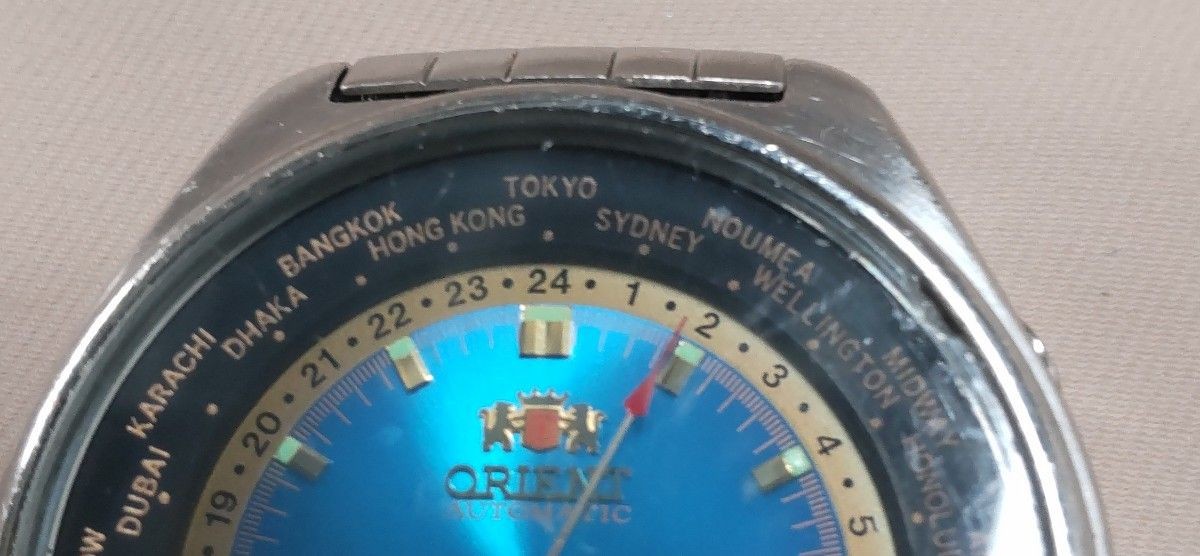 DUBAI
KARACHI
DHAKA
BANGKOK
HONG KONG
TOKYO
SYDNEY
NOUMEA
WELLINGTON
MIDWAY
19 • 20 • 21 • 22 • 23 • 24 • 1 • 2 • 3 • 4 • 5
ORIENT
AUTOMATIC